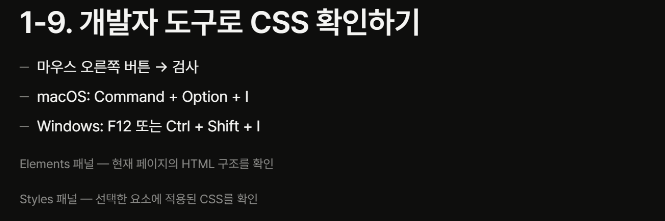 1-9. 개발자 도구로 CSS 확인하기
— 마우스 오른쪽 버튼 → 검사
— macOS: Command + Option + I
— Windows: F12 또는 Ctrl + Shift + I
Elements 패널 — 현재 페이지의 HTML 구조를 확인
Styles 패널 — 선택한 요소에 적용된 CSS를 확인